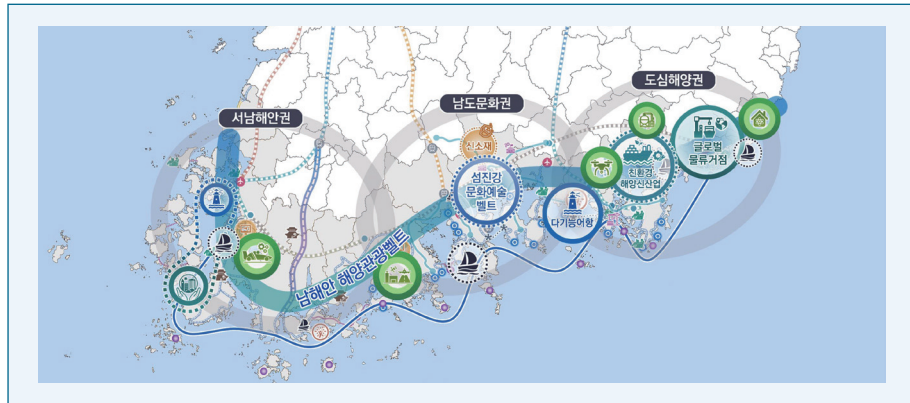 서남해안권
남도문화권
도심해양권
신소재
섬진강
문화예술
벨트
다기능어항
친환경
해양신산업
글로벌
물류거점
남해안 해양관광벨트